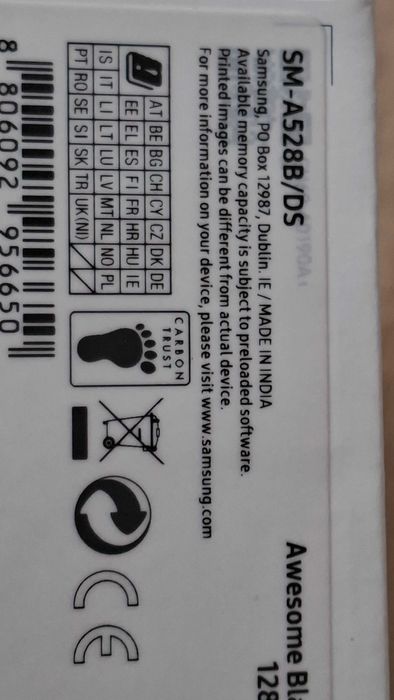 SM-A528B/DS
Awesome
128
Samsung, PO Box 12987, Dublin. IE / MADE IN INDIA
Available memory capacity is subject to preloaded software.
Printed images can be different from actual device.
For more information on your device, please visit www.samsung.com
CARBON
TRUST
AT BE BG CH CY CZ DK DE
EE EL ES FI FR HR HU IE
IS IT LI LT LU LV MT NL NO PL
PT RO SE SI SK TR UK(NI)
CE
8 806092 956650